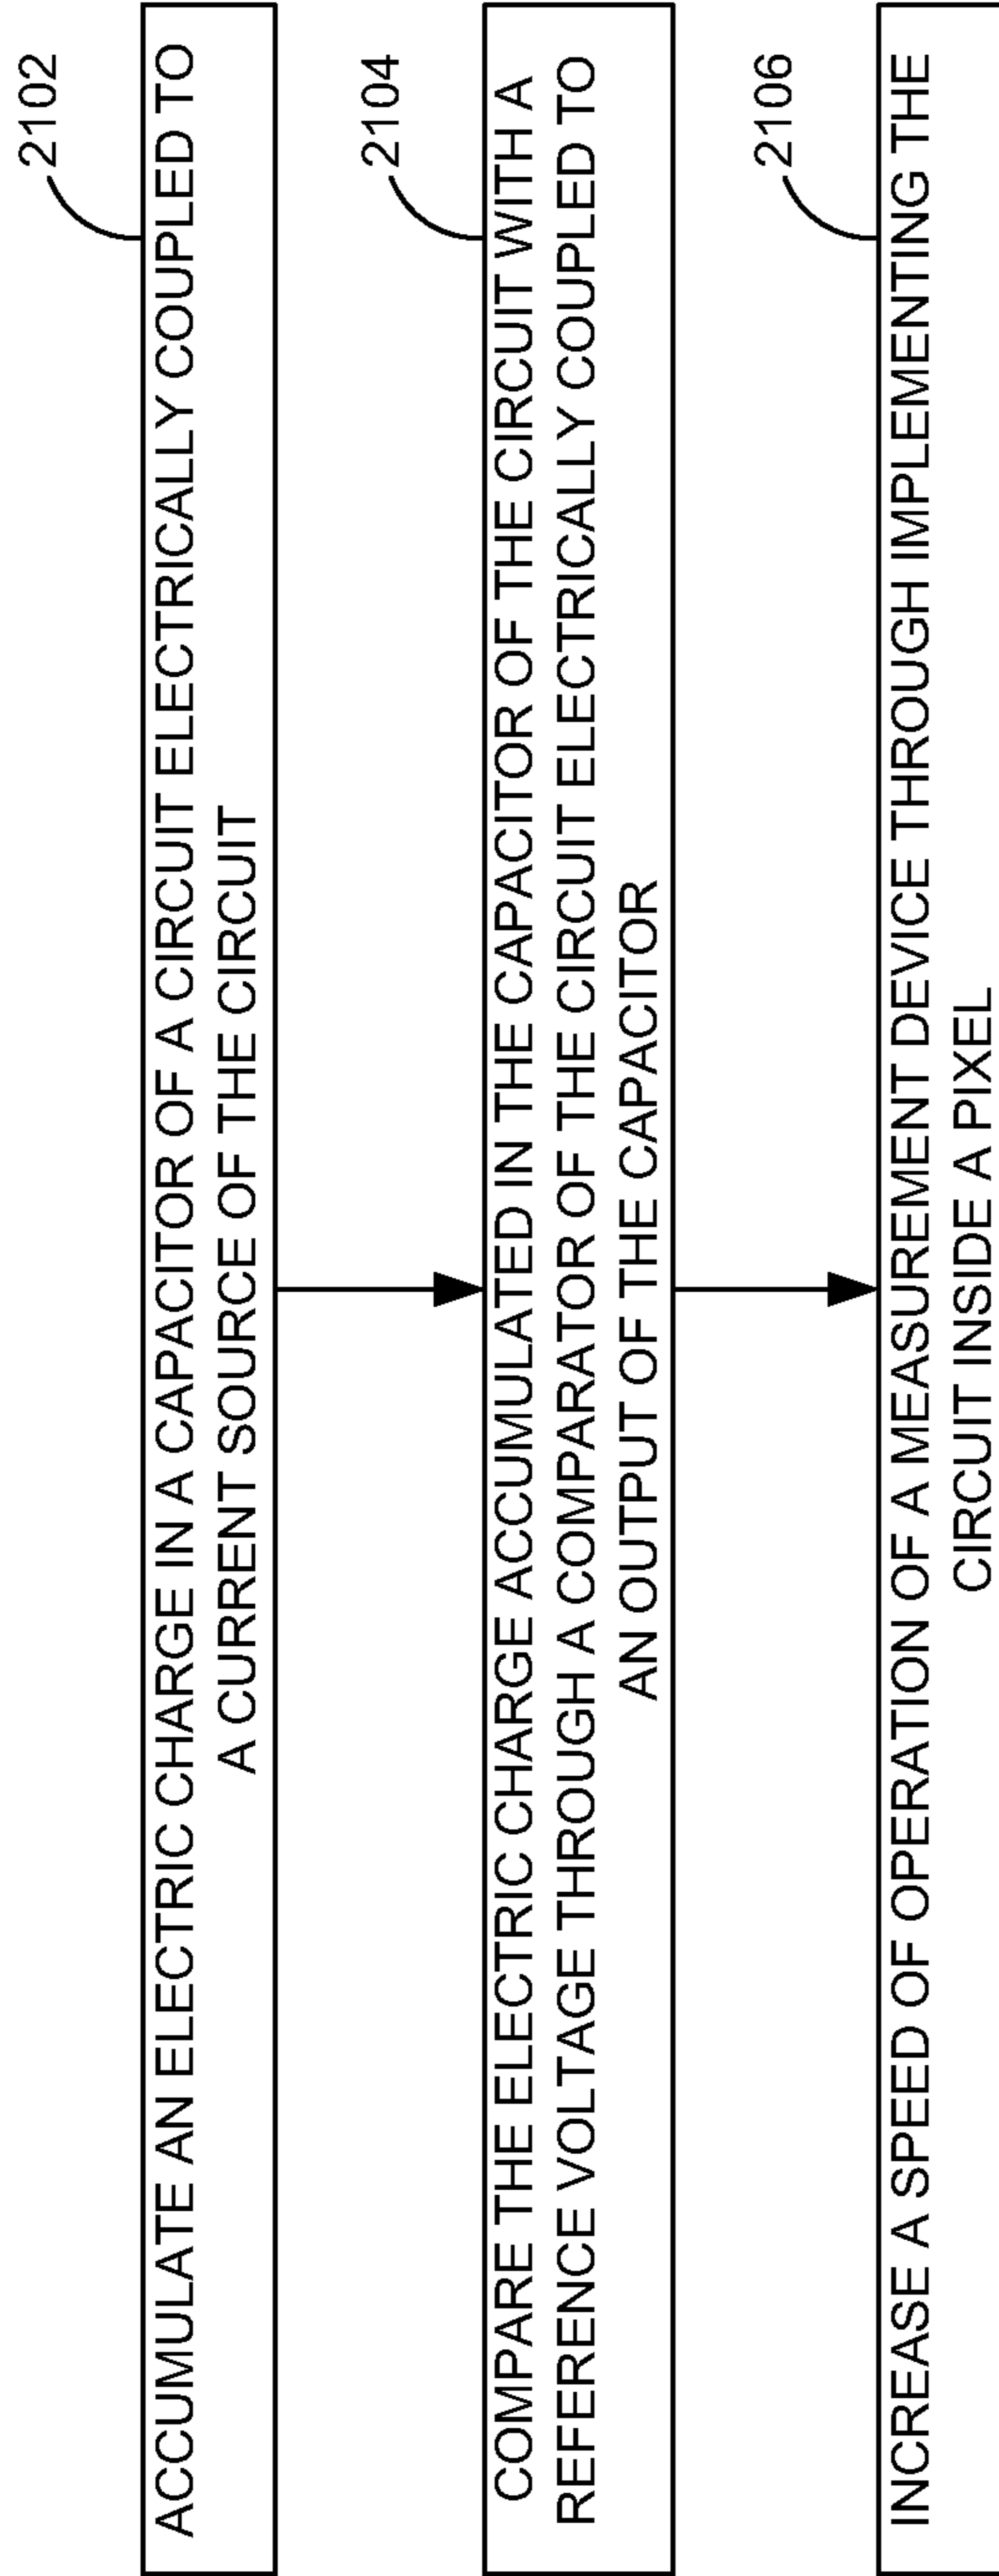 2102
ACCUMULATE AN ELECTRIC CHARGE IN A CAPACITOR OF A CIRCUIT ELECTRICALLY COUPLED TO
A CURRENT SOURCE OF THE CIRCUIT
2104
COMPARE THE ELECTRIC CHARGE ACCUMULATED IN THE CAPACITOR OF THE CIRCUIT WITH A
REFERENCE VOLTAGE THROUGH A COMPARATOR OF THE CIRCUIT ELECTRICALLY COUPLED TO
AN OUTPUT OF THE CAPACITOR
2106
INCREASE A SPEED OF OPERATION OF A MEASUREMENT DEVICE THROUGH IMPLEMENTING THE
CIRCUIT INSIDE A PIXEL